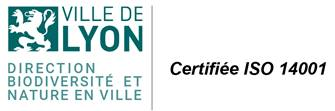 VILLE DE
LYON
DIRECTION
BIODIVERSITÉ ET
NATURE EN VILLE
Certifiée ISO 14001